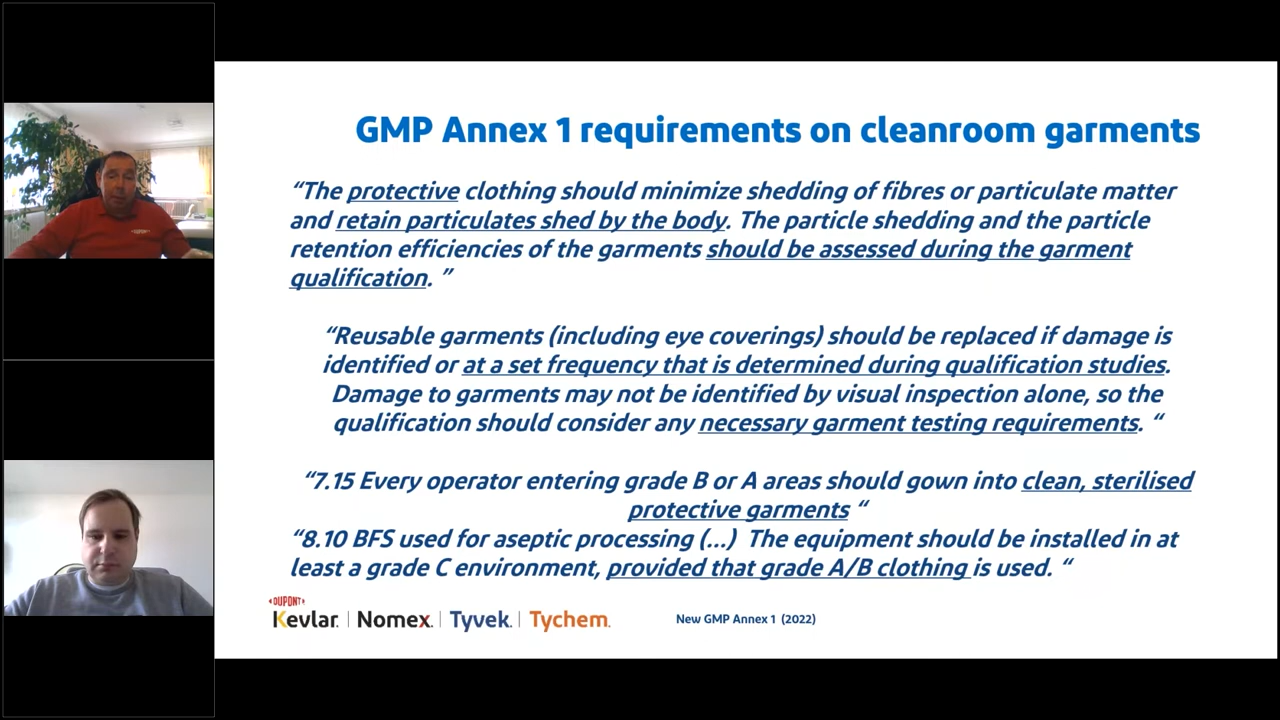 GMP Annex 1 requirements on cleanroom garments
“The protective clothing should minimize shedding of fibres or particulate matter
and retain particulates shed by the body. The particle shedding and the particle
retention efficiencies of the garments should be assessed during the garment
qualification. ”
“Reusable garments (including eye coverings) should be replaced if damage is
identified or at a set frequency that is determined during qualification studies.
Damage to garments may not be identified by visual inspection alone, so the
qualification should consider any necessary garment testing requirements. “
“7.15 Every operator entering grade B or A areas should gown into clean, sterilised
protective garments “
“8.10 BFS used for aseptic processing (...) The equipment should be installed in at
least a grade C environment, provided that grade A/B clothing is used. “
DUPONT
Kevlar. | Nomex. | Tyvek. | Tychem.
New GMP Annex 1 (2022)